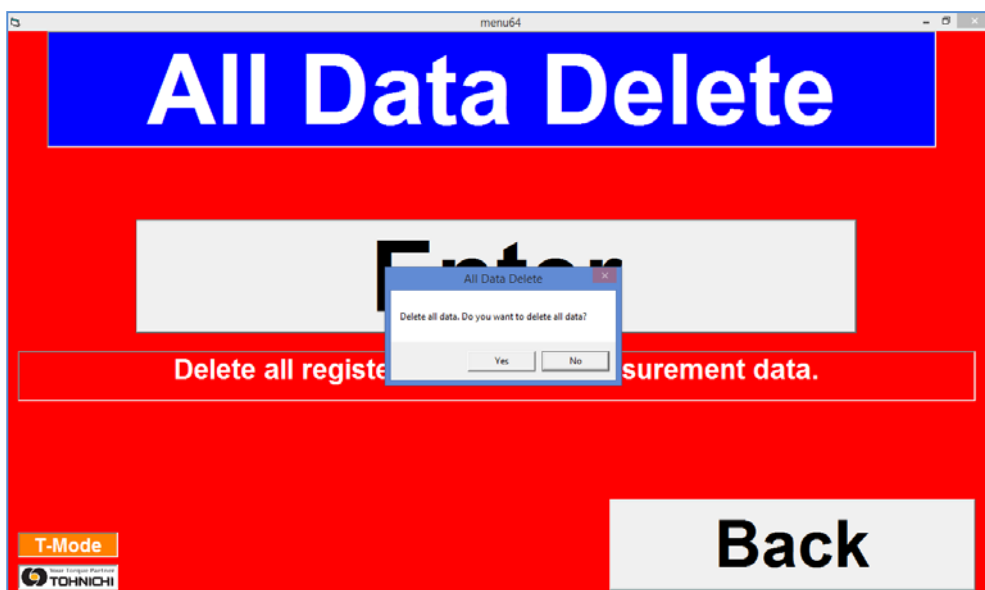 menu64
All Data Delete
Enter
All Data Delete
Delete all data. Do you want to delete all data?
Yes
No
Delete all registe
surement data.
Back
T-Mode
Your Torque Partner
TOHNICHI